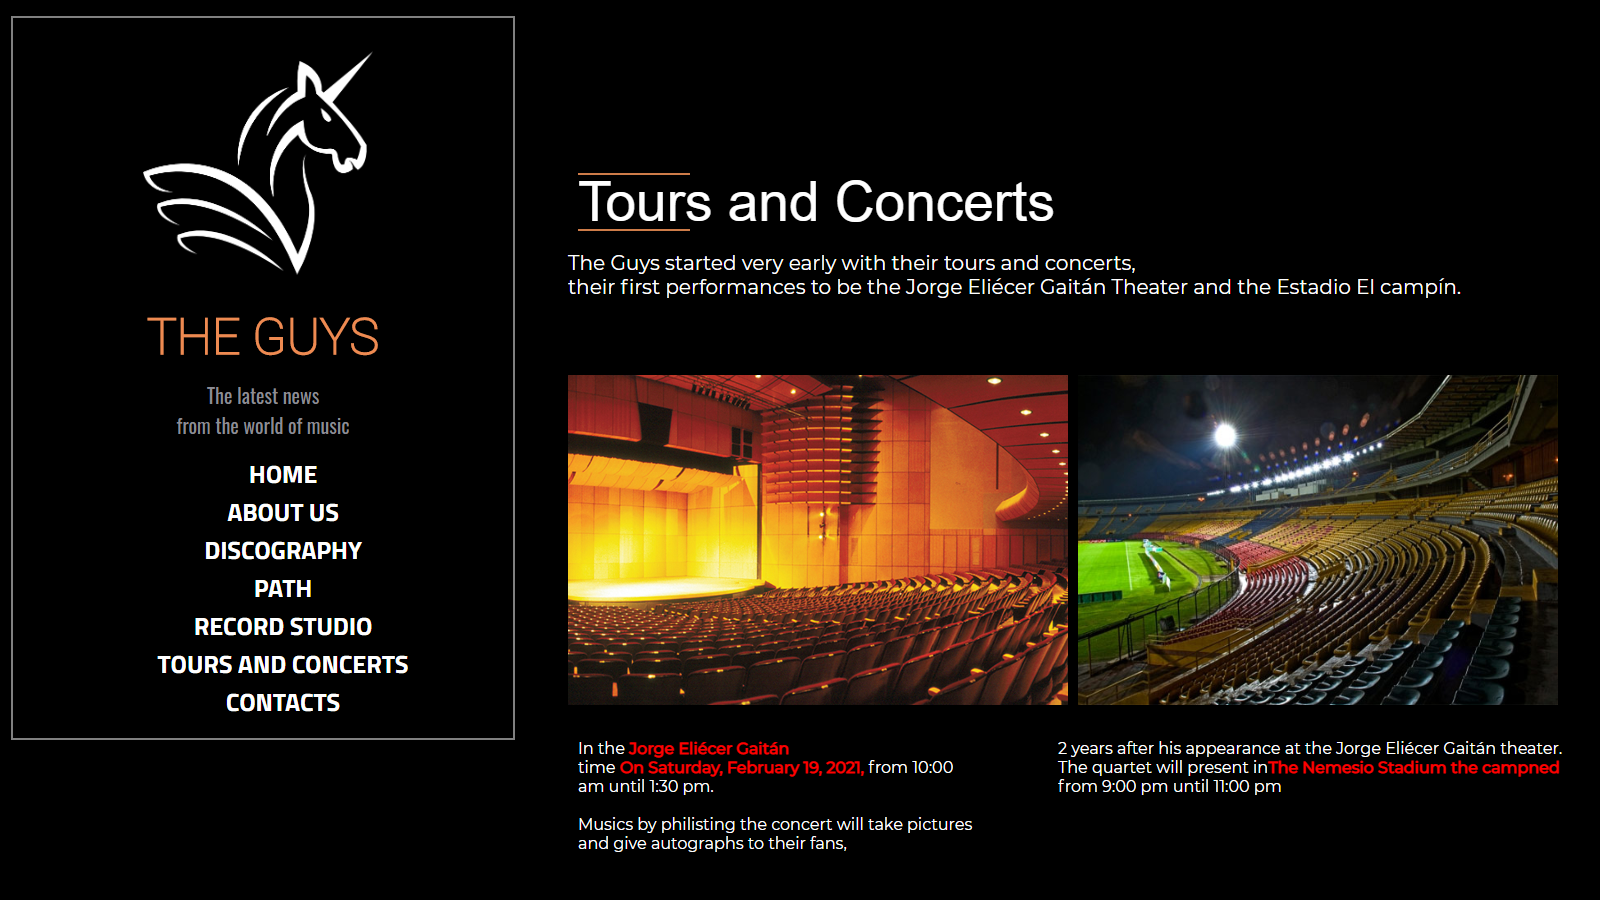 THE GUYS
The latest news
from the world of music
HOME
ABOUT US
DISCOGRAPHY
PATH
RECORD STUDIO
TOURS AND CONCERTS
CONTACTS
Tours and Concerts
The Guys started very early with their tours and concerts,
their first performances to be the Jorge Eliécer Gaitán Theater and the Estadio El campín.
In the Jorge Eliécer Gaitán
time On Saturday, February 19, 2021, from 10:00
am until 1:30 pm.
Musics by philisting the concert will take pictures
and give autographs to their fans,
2 years after his appearance at the Jorge Eliécer Gaitán theater.
The quartet will present inThe Nemesio Stadium the campned
from 9:00 pm until 11:00 pm